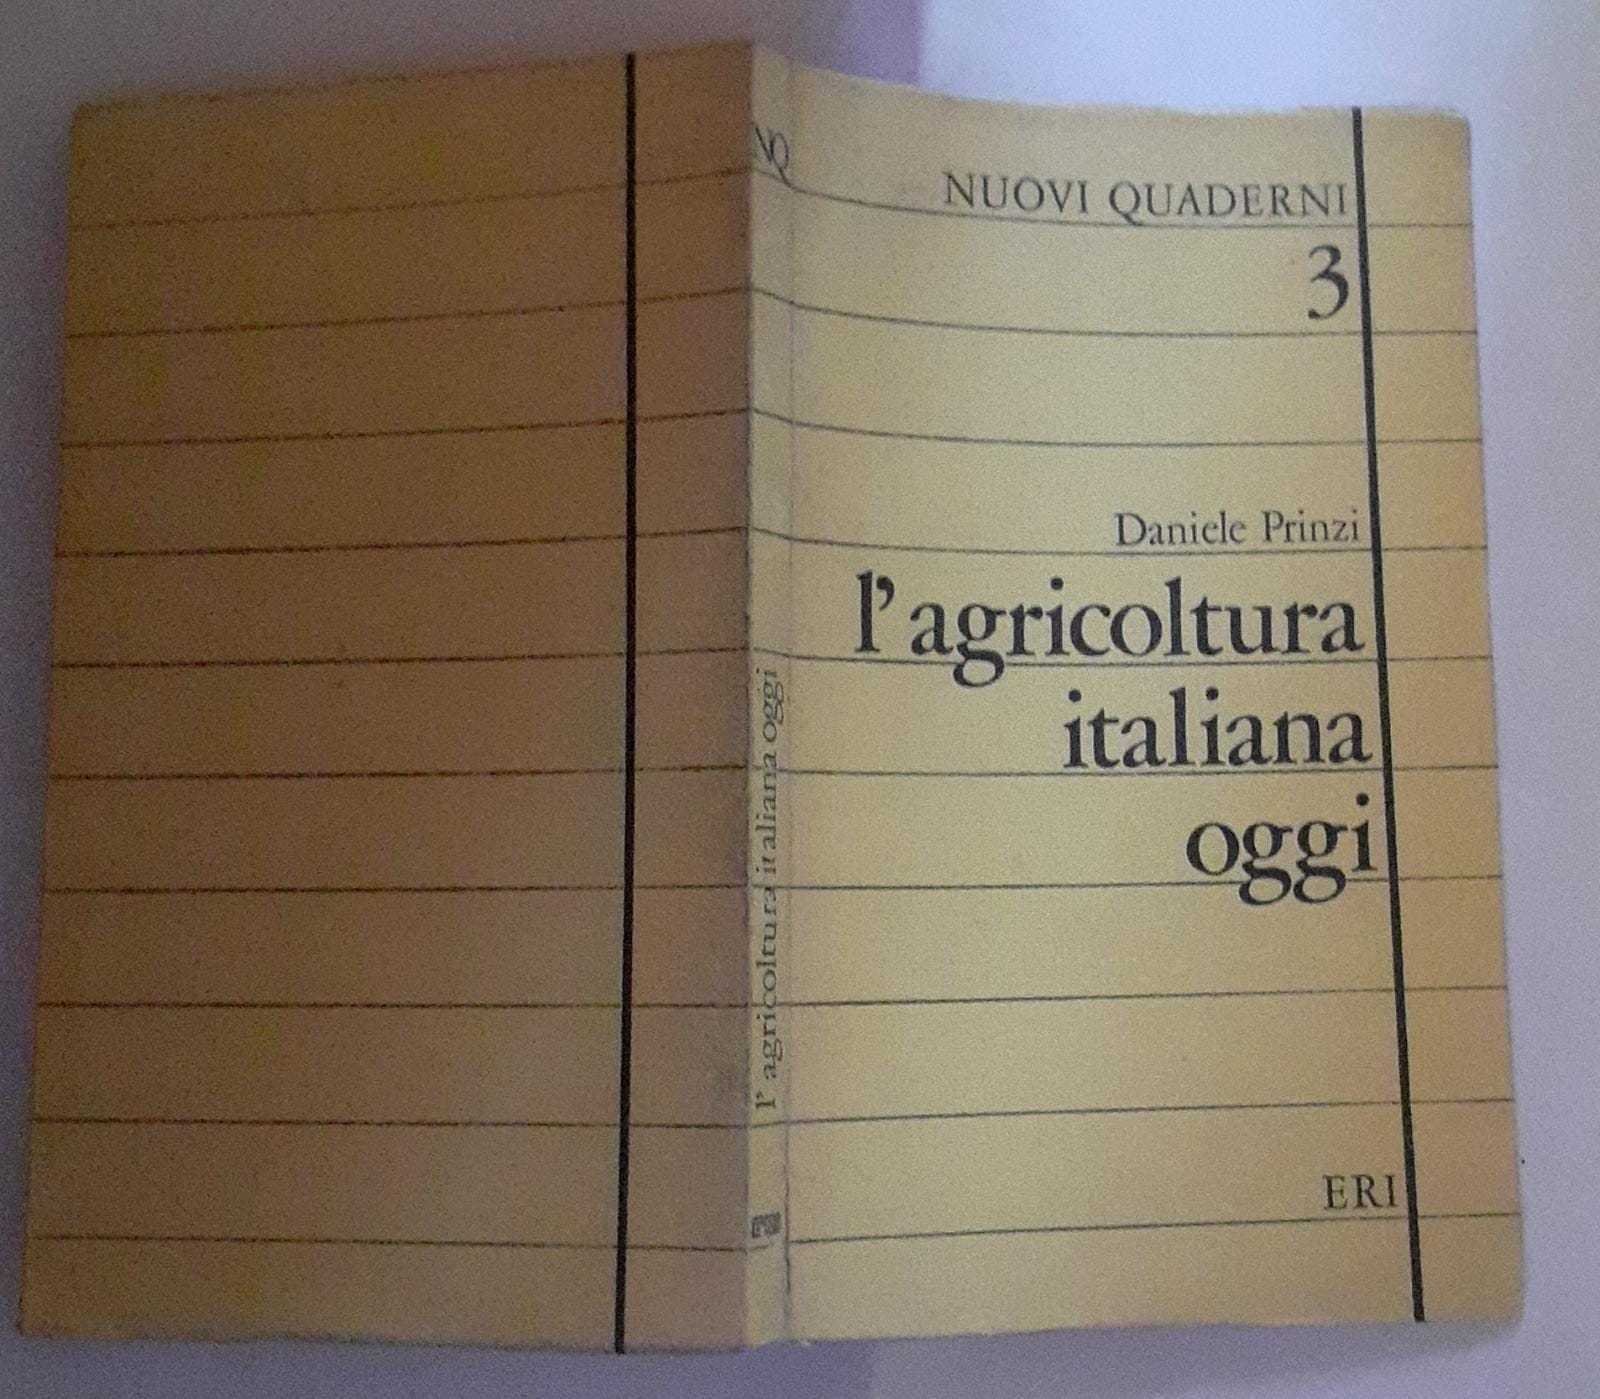 NQ
l'agricoltura italiana oggi
NUOVI QUADERNI
3
Daniele Prinzi
l'agricoltura
italiana
oggi
ERI